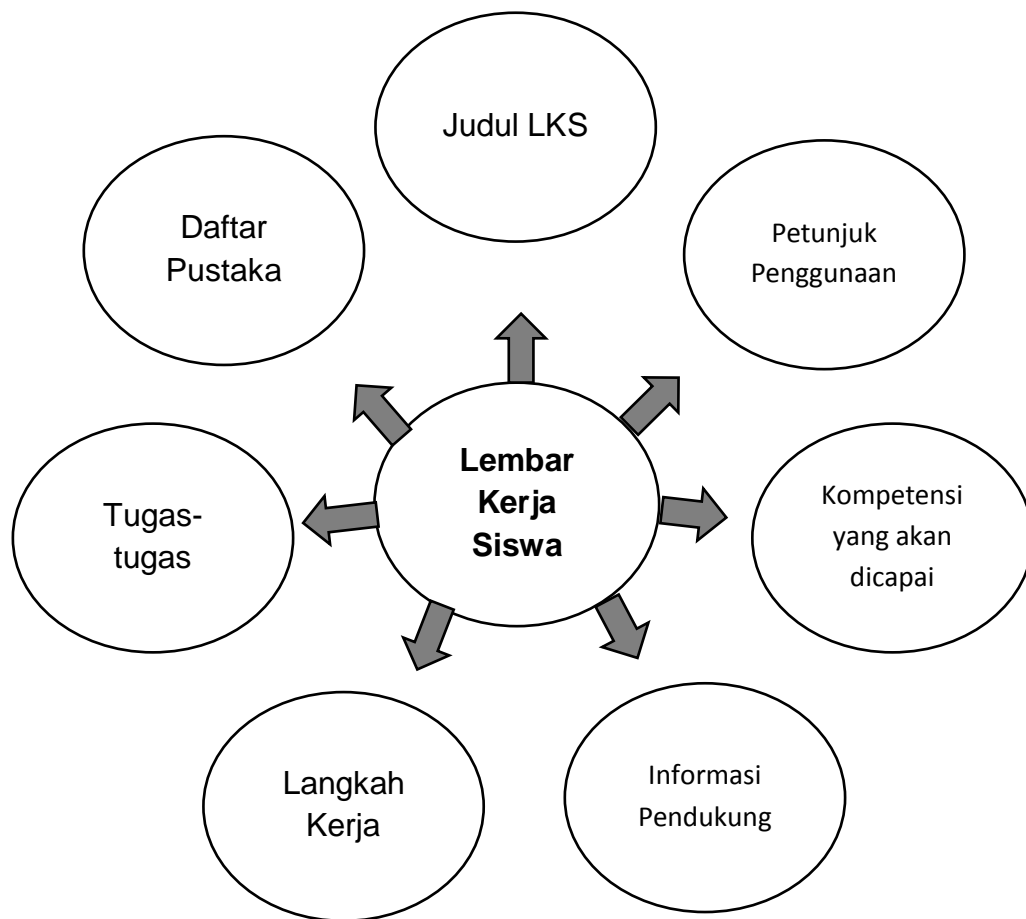 Judul LKS
Petunjuk
Penggunaan
Kompetensi
yang akan
dicapai
Informasi
Pendukung
Langkah
Kerja
Tugas-
tugas
Daftar
Pustaka
Lembar
Kerja
Siswa